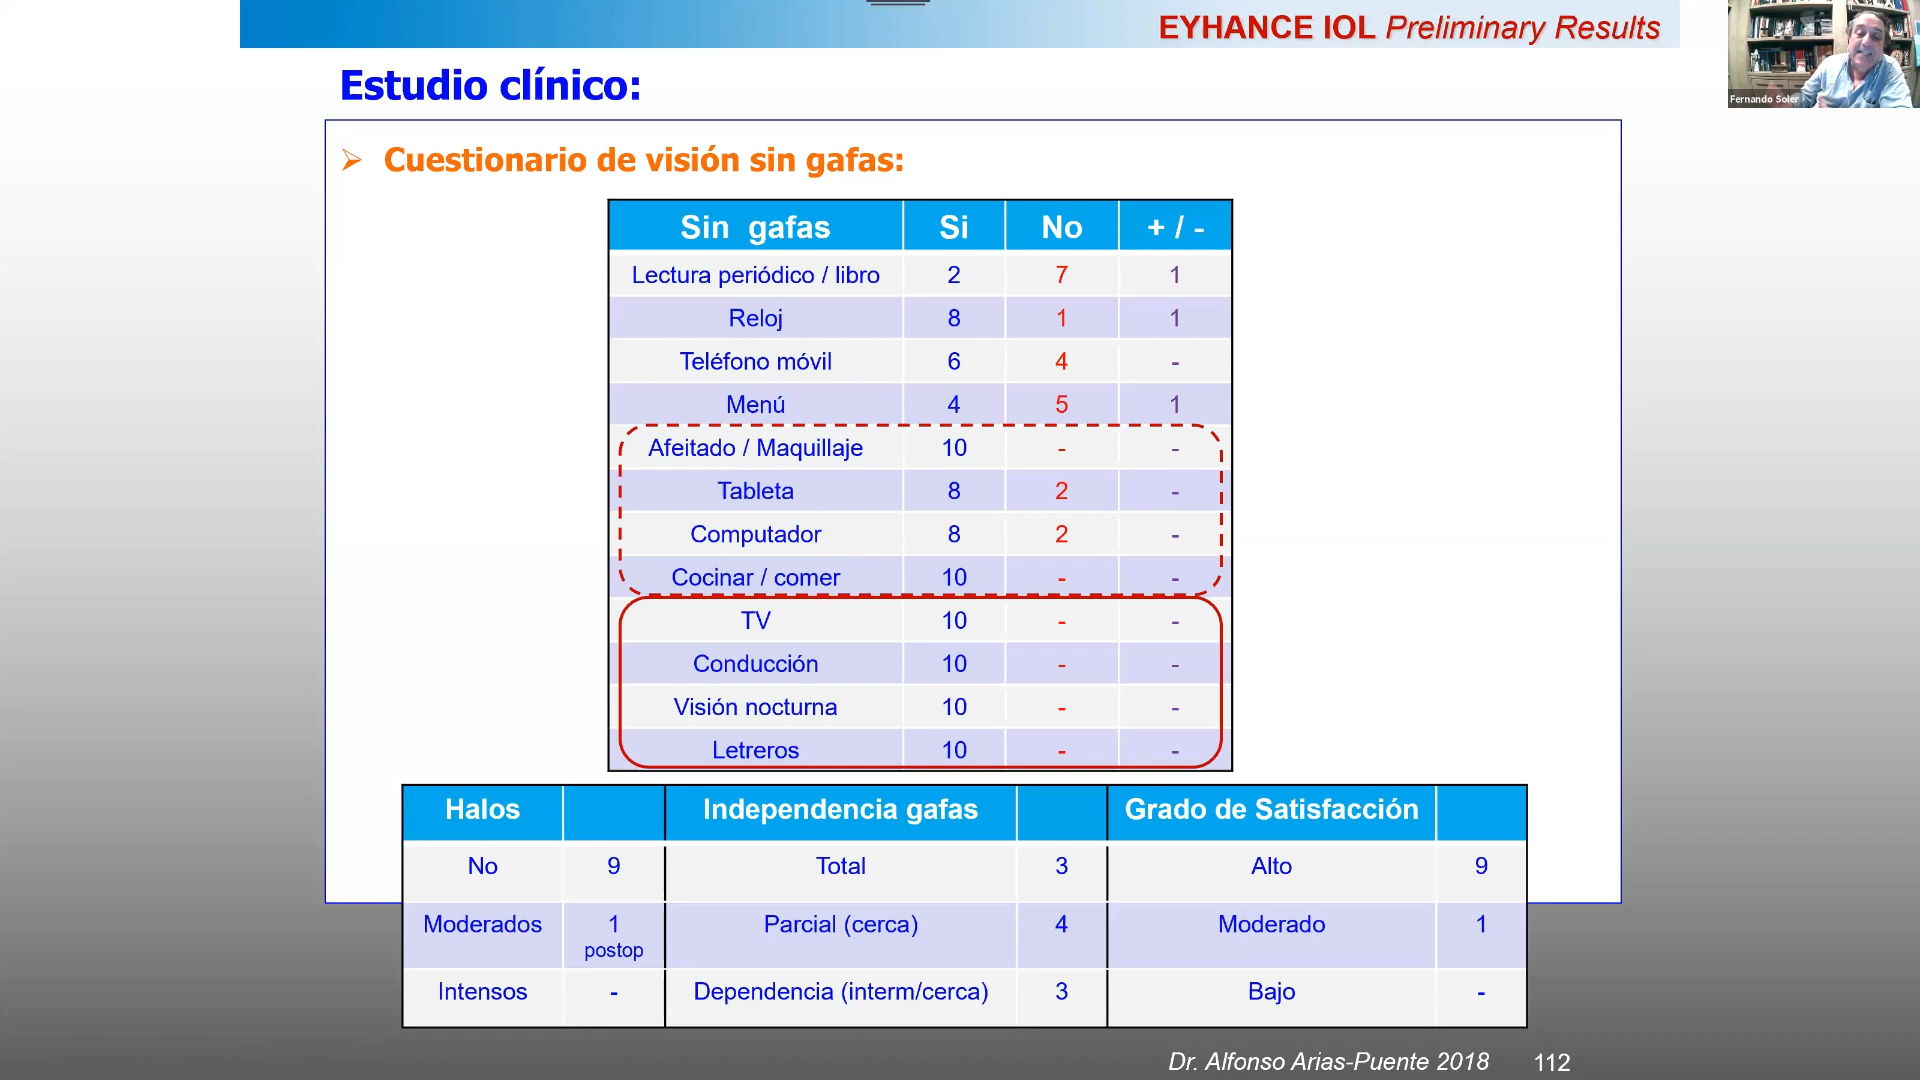 EYHANCE IOL Preliminary Results
Fernando Soler
Estudio clínico:
Cuestionario de visión sin gafas:
Sin gafas Si No + / -
Lectura periódico / libro 2 7 1
Reloj 8 1 1
Teléfono móvil 6 4 -
Menú 4 5 1
Afeitado / Maquillaje 10 - -
Tableta 8 2 -
Computador 8 2 -
Cocinar / comer 10 - -
TV 10 - -
Conducción 10 - -
Visión nocturna 10 - -
Letreros 10 - -
Halos Independencia gafas Grado de Satisfacción
No 9 Total 3 Alto 9
Moderados 1 Parcial (cerca) 4 Moderado 1
postop
Intensos - Dependencia (interm/cerca) 3 Bajo -
Dr. Alfonso Arias-Puente 2018 112